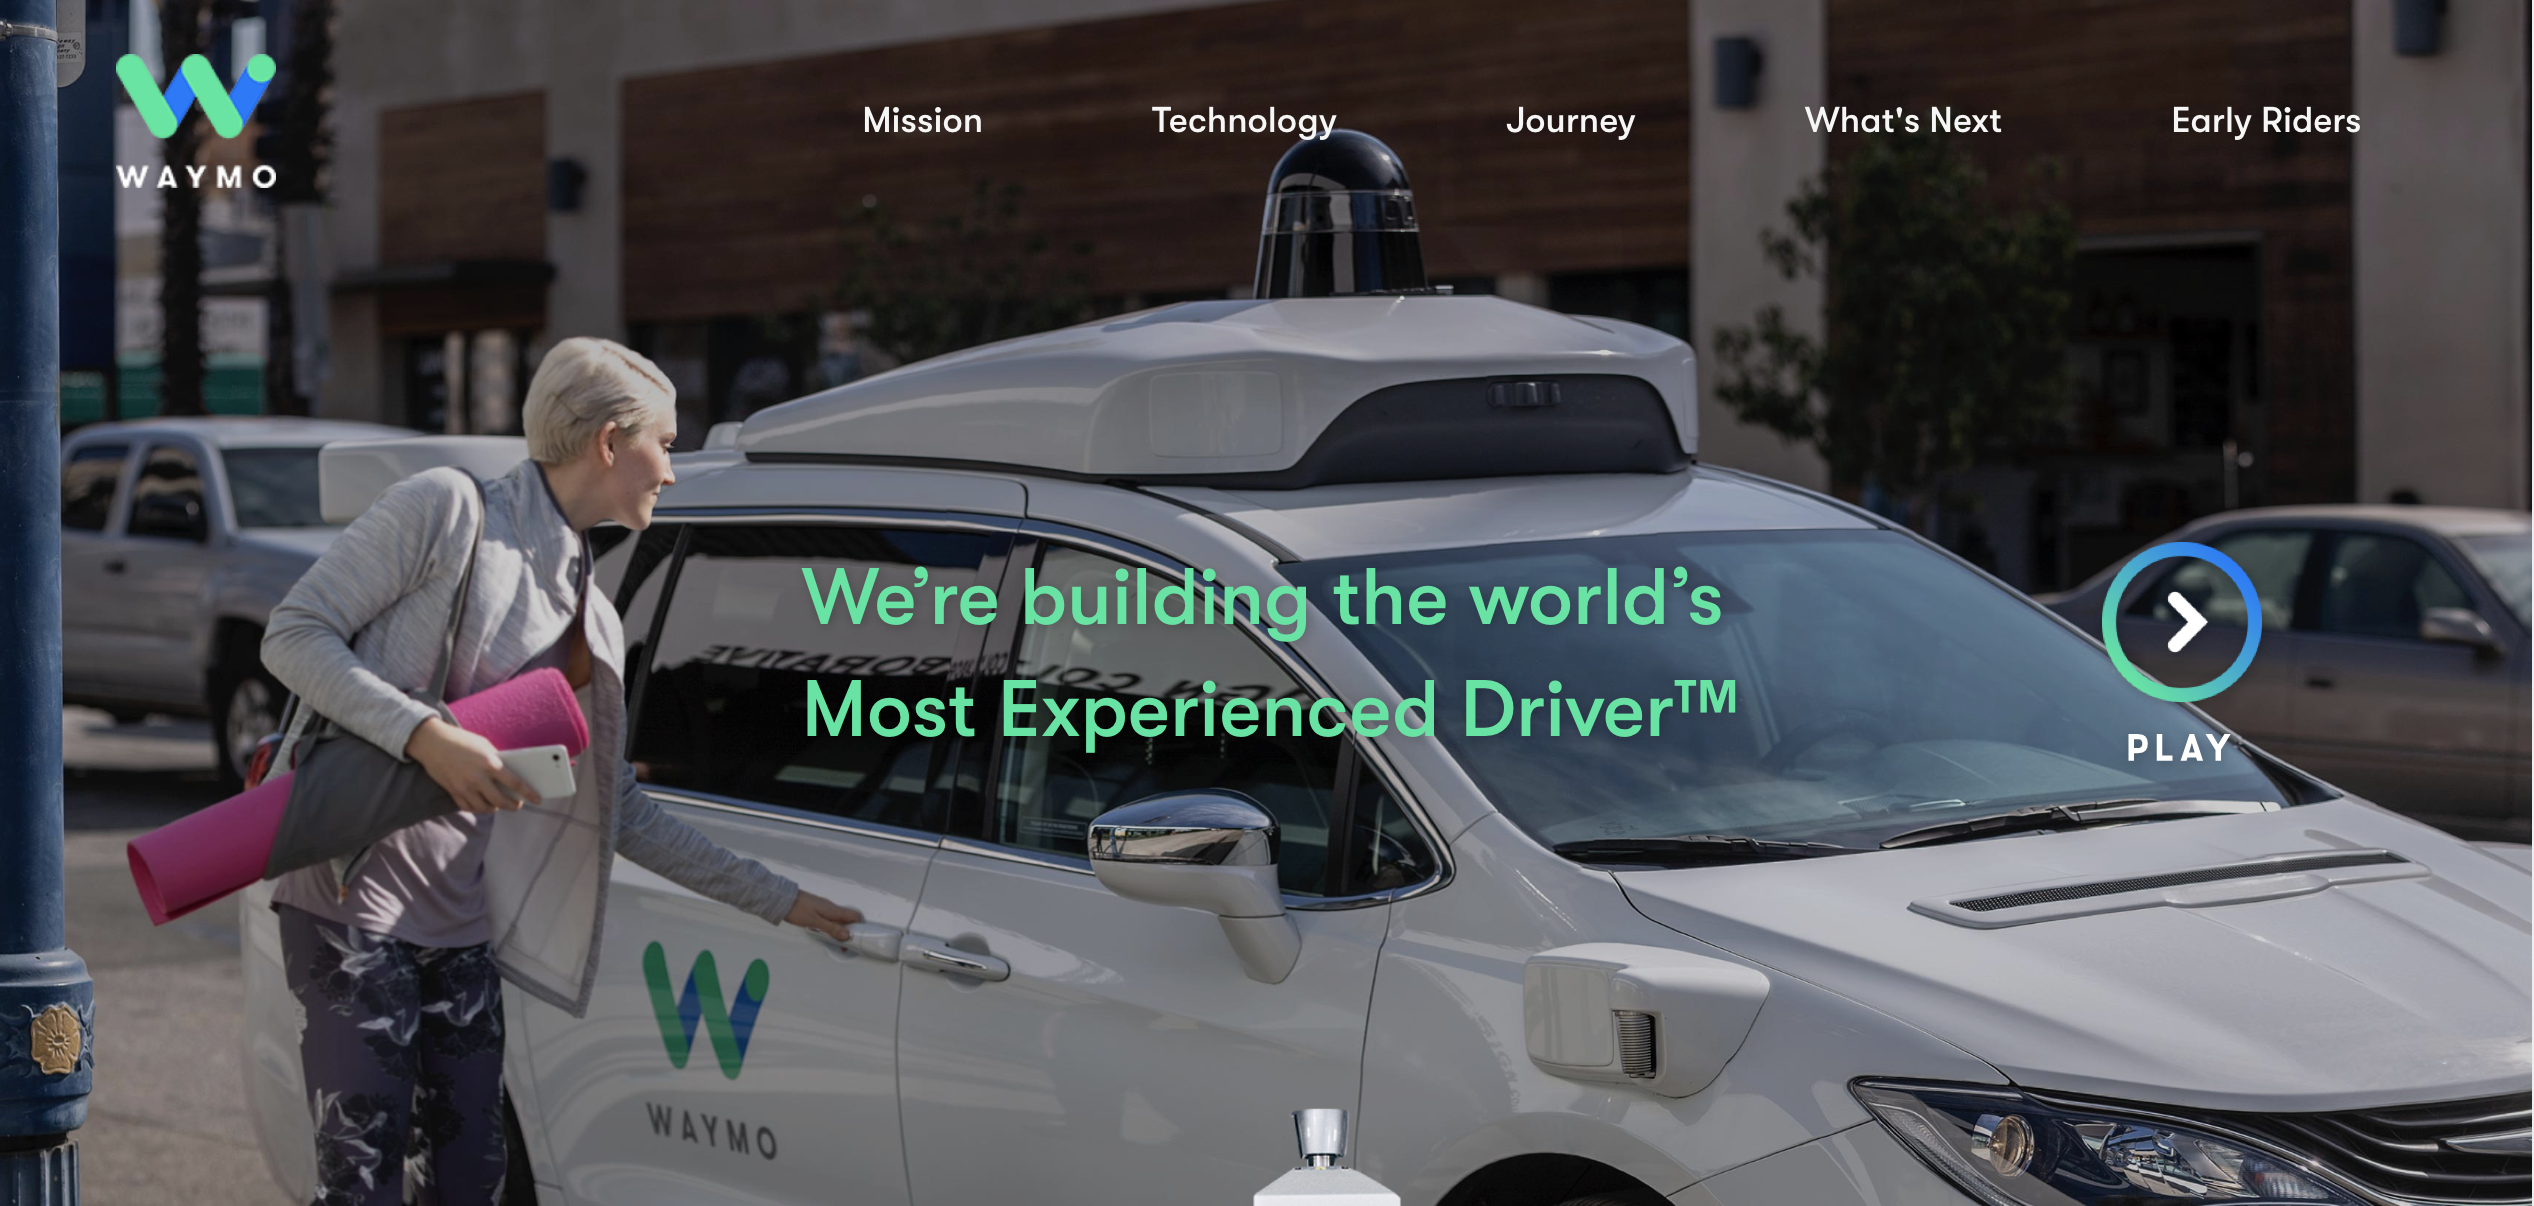 WAYMO
Mission
Technology
Journey
What's Next
Early Riders
We’re building the world’s
Most Experienced Driver™
PLAY
WAYMO